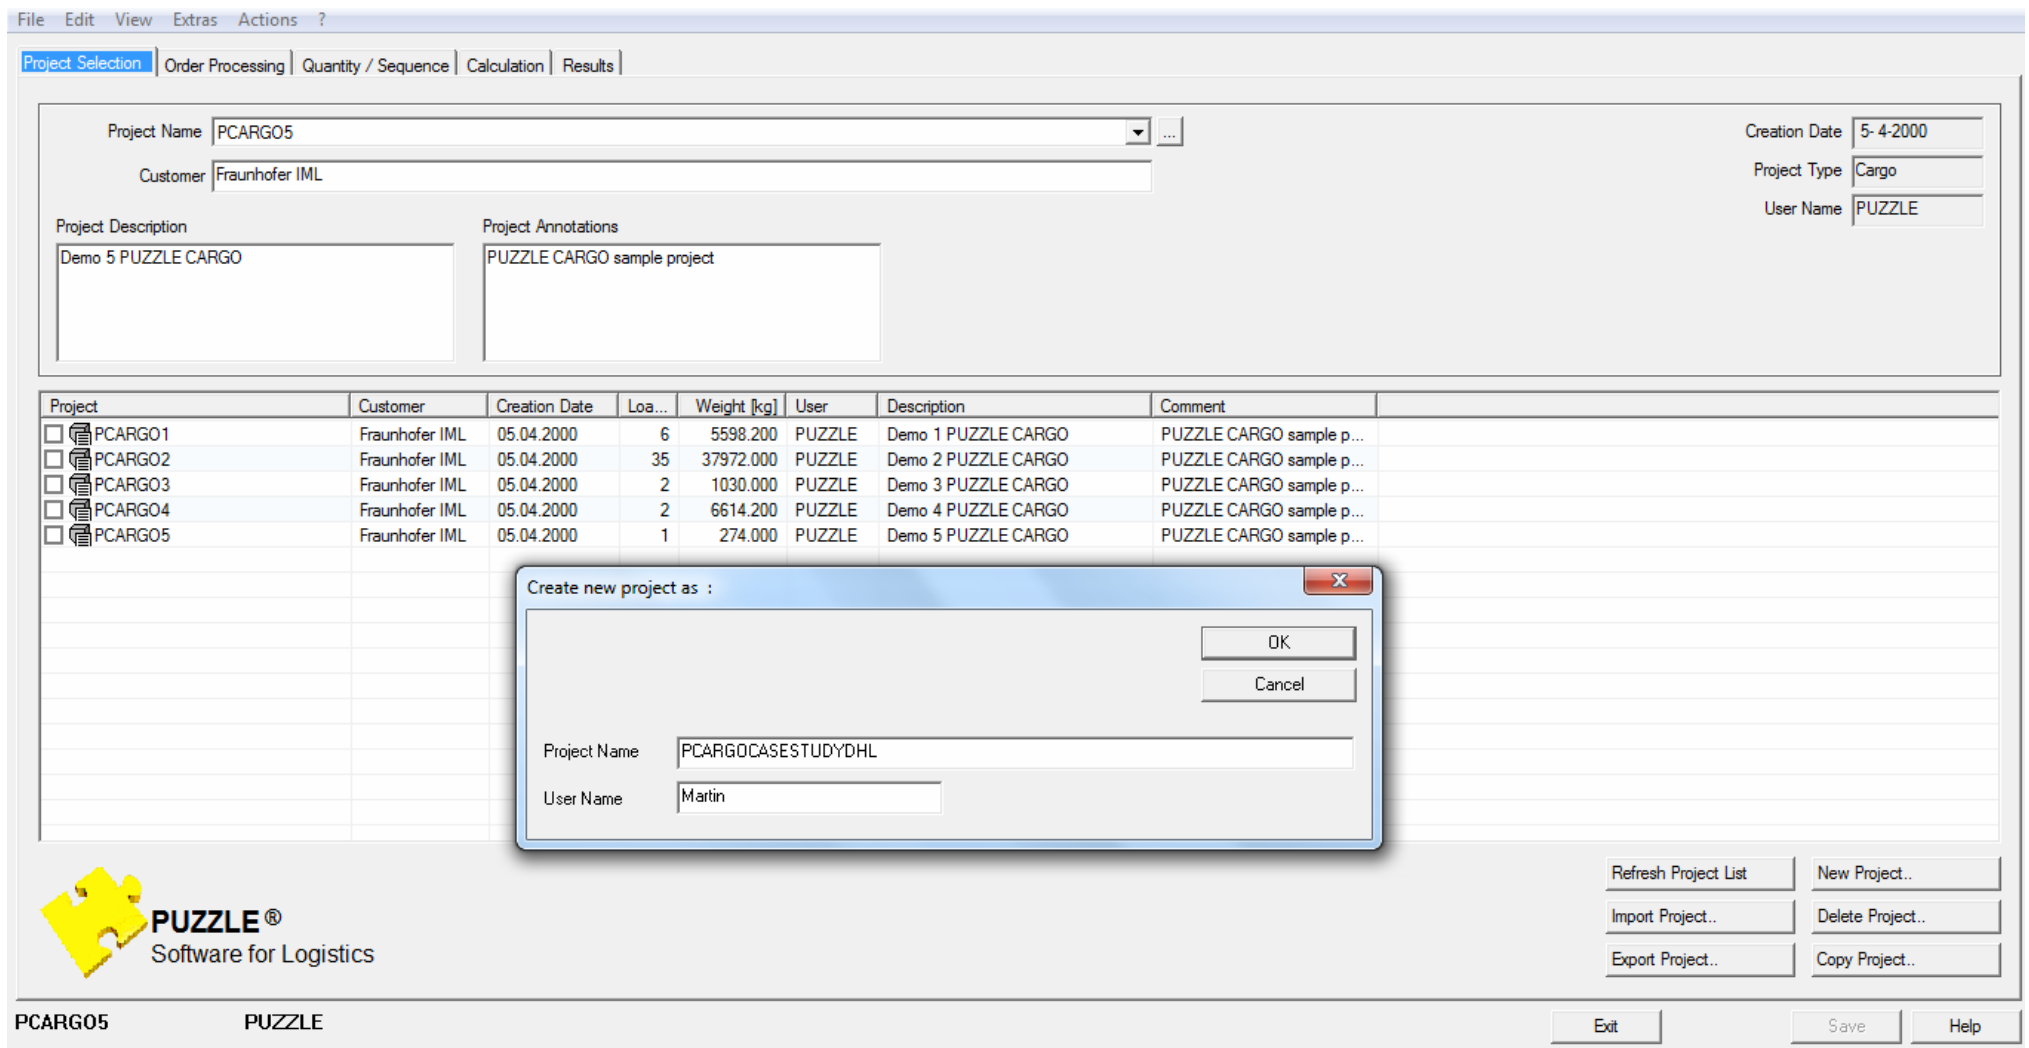 File Edit View Extras Actions ?
Project Selection Order Processing Quantity / Sequence Calculation Results
Project Name PCARGO5 ... Creation Date 5- 4-2000
Customer Fraunhofer IML Project Type Cargo
User Name PUZZLE
Project Description Project Annotations
Demo 5 PUZZLE CARGO PUZZLE CARGO sample project
Project Customer Creation Date Loa... Weight [kg] User Description Comment
PCARGO1 Fraunhofer IML 05.04.2000 6 5598.200 PUZZLE Demo 1 PUZZLE CARGO PUZZLE CARGO sample p...
PCARGO2 Fraunhofer IML 05.04.2000 35 37972.000 PUZZLE Demo 2 PUZZLE CARGO PUZZLE CARGO sample p...
PCARGO3 Fraunhofer IML 05.04.2000 2 1030.000 PUZZLE Demo 3 PUZZLE CARGO PUZZLE CARGO sample p...
PCARGO4 Fraunhofer IML 05.04.2000 2 6614.200 PUZZLE Demo 4 PUZZLE CARGO PUZZLE CARGO sample p...
PCARGO5 Fraunhofer IML 05.04.2000 1 274.000 PUZZLE Demo 5 PUZZLE CARGO PUZZLE CARGO sample p...
Create new project as :
OK
Cancel
Project Name PCARGOCASESTUDYDHL
User Name Martin
Refresh Project List New Project..
PUZZLE ® Import Project.. Delete Project..
Software for Logistics Export Project.. Copy Project..
PCARGO5 PUZZLE Exit Save Help